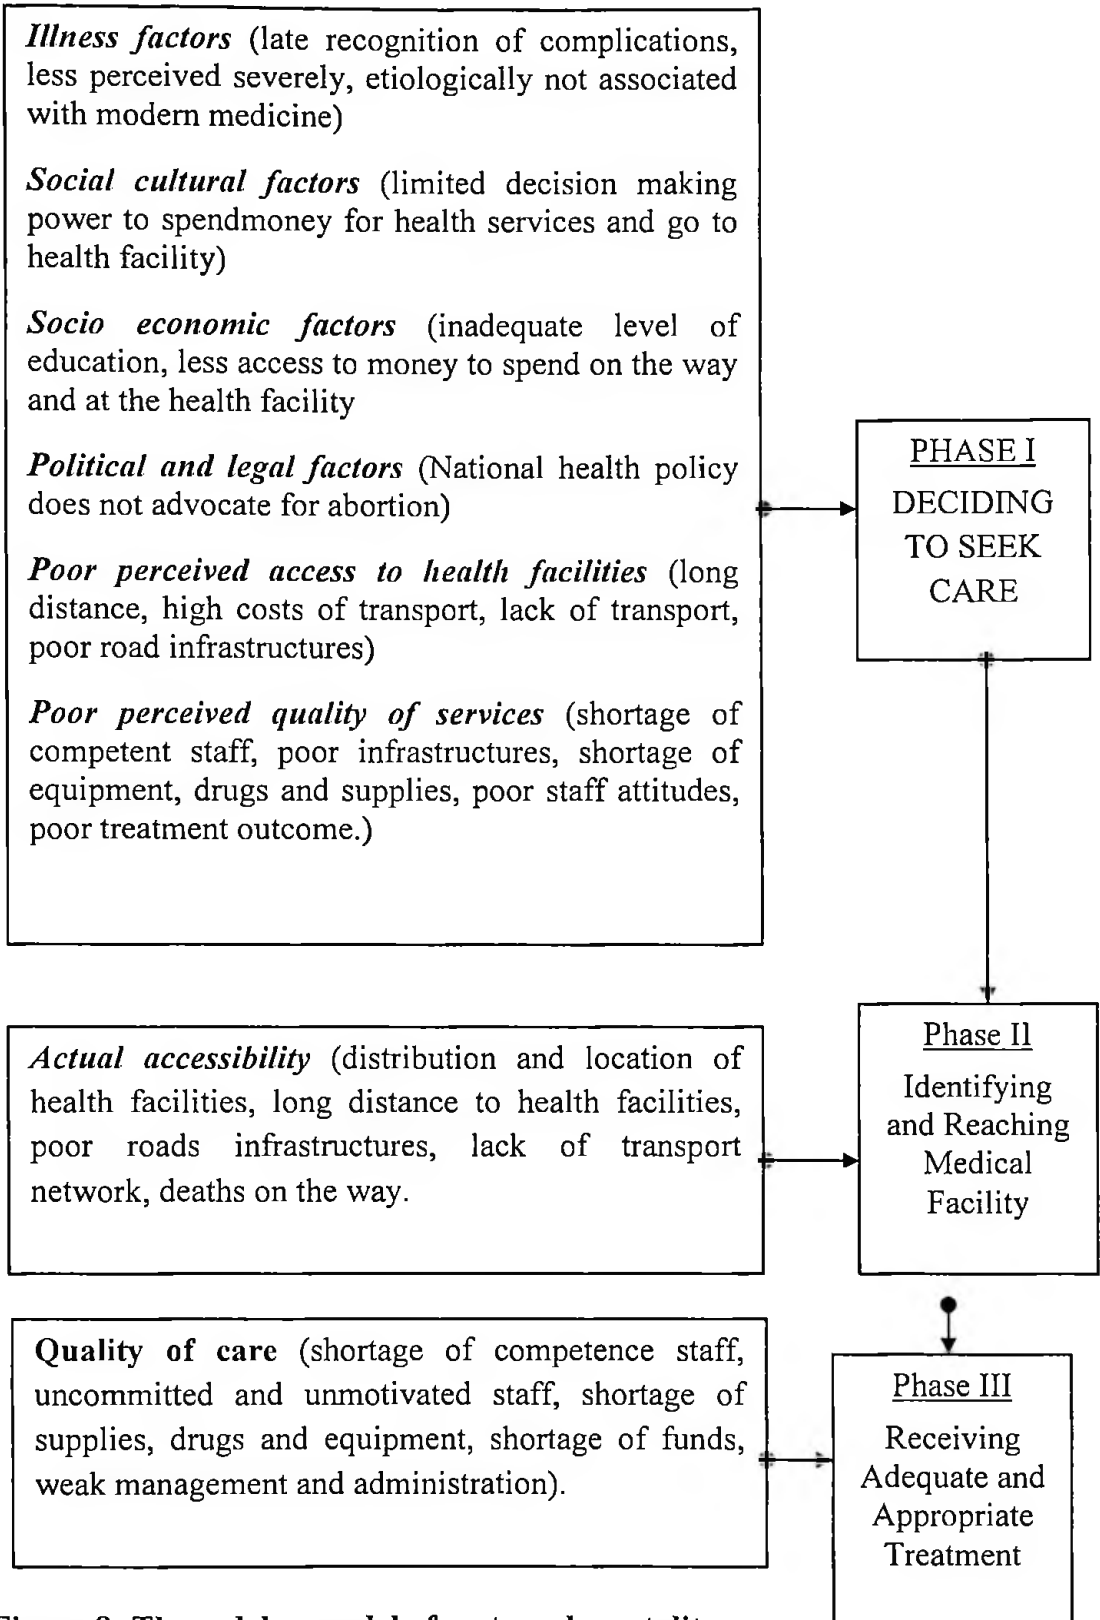 Illness factors (late recognition of complications,
less perceived severely, etiologically not associated
with modern medicine)
Social cultural factors (limited decision making
power to spendmoney for health services and go to
health facility)
Socio economic factors (inadequate level of
education, less access to money to spend on the way
and at the health facility
Political and legal factors (National health policy
does not advocate for abortion)
Poor perceived access to health facilities (long
distance, high costs of transport, lack of transport,
poor road infrastructures)
Poor perceived quality of services (shortage of
competent staff, poor infrastructures, shortage of
equipment, drugs and supplies, poor staff attitudes,
poor treatment outcome.)
PHASE I
DECIDING
TO SEEK
CARE
Actual accessibility (distribution and location of
health facilities, long distance to health facilities,
poor roads infrastructures, lack of transport
network, deaths on the way.
Phase II
Identifying
and Reaching
Medical
Facility
Quality of care (shortage of competence staff,
uncommitted and unmotivated staff, shortage of
supplies, drugs and equipment, shortage of funds,
weak management and administration).
Phase III
Receiving
Adequate and
Appropriate
Treatment